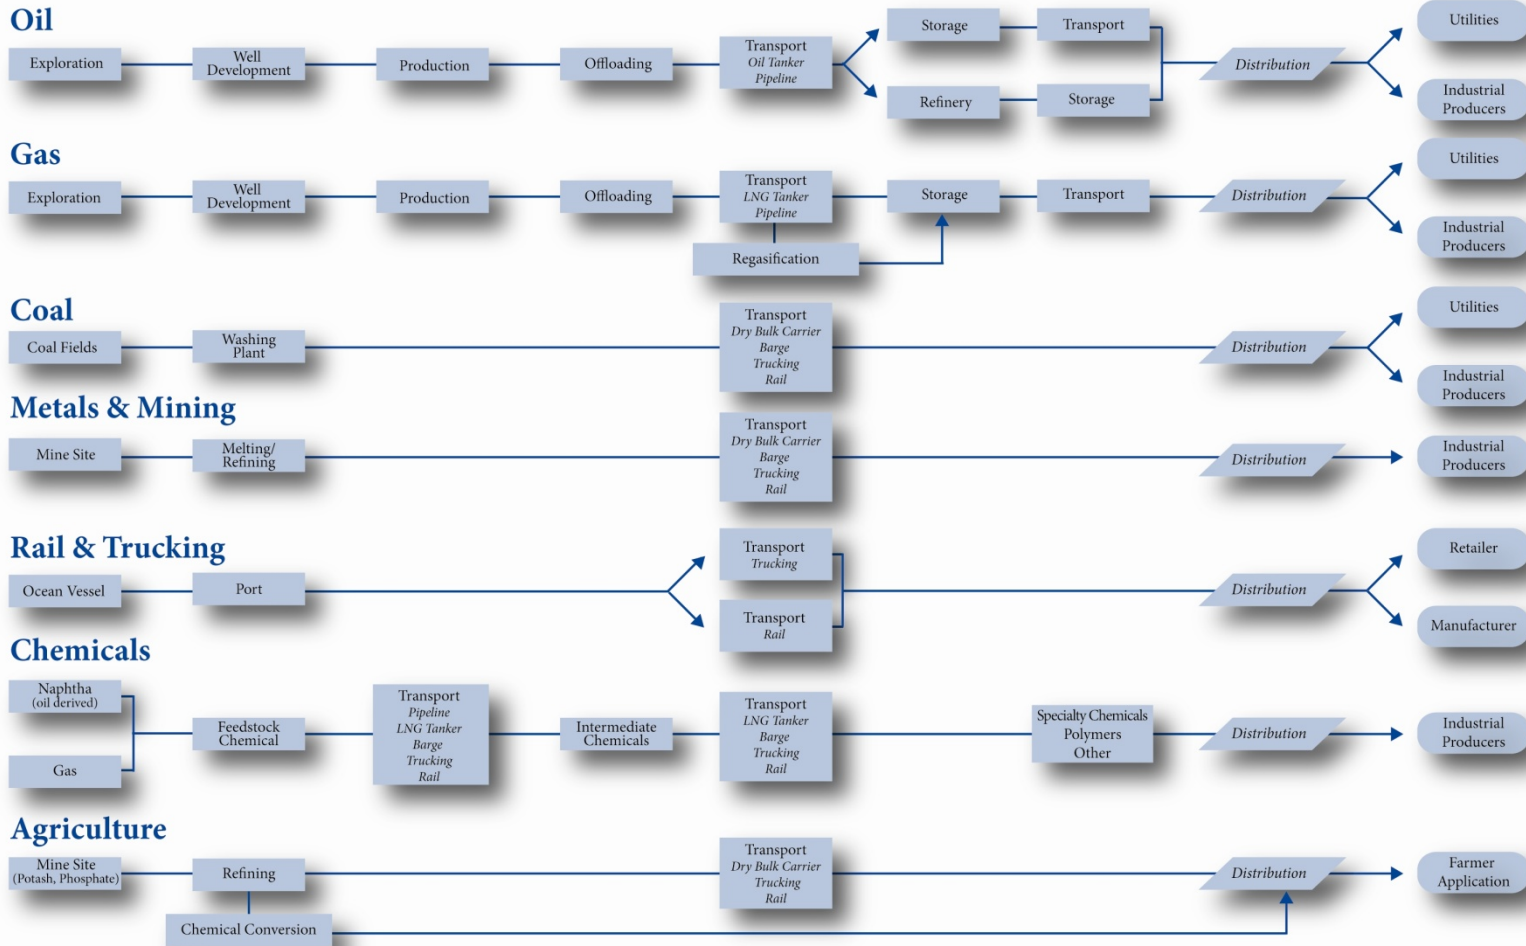 Oil
Exploration
Well
Development
Production
Offloading
Transport
Oil Tanker
Pipeline
Storage
Transport
Refinery
Storage
Distribution
Utilities
Industrial
Producers
Gas
Exploration
Well
Development
Production
Offloading
Transport
LNG Tanker
Pipeline
Regasification
Storage
Transport
Distribution
Utilities
Industrial
Producers
Coal
Coal Fields
Washing
Plant
Transport
Dry Bulk Carrier
Barge
Trucking
Rail
Distribution
Utilities
Industrial
Producers
Metals & Mining
Mine Site
Melting/
Refining
Transport
Dry Bulk Carrier
Barge
Trucking
Rail
Distribution
Industrial
Producers
Rail & Trucking
Ocean Vessel
Port
Transport
Trucking
Transport
Rail
Distribution
Retailer
Manufacturer
Chemicals
Naphtha
(oil derived)
Gas
Feedstock
Chemical
Transport
Pipeline
LNG Tanker
Barge
Trucking
Rail
Intermediate
Chemicals
Transport
LNG Tanker
Barge
Trucking
Rail
Specialty Chemicals
Polymers
Other
Distribution
Industrial
Producers
Agriculture
Mine Site
(Potash, Phosphate)
Refining
Chemical Conversion
Transport
Dry Bulk Carrier
Trucking
Rail
Distribution
Farmer
Application